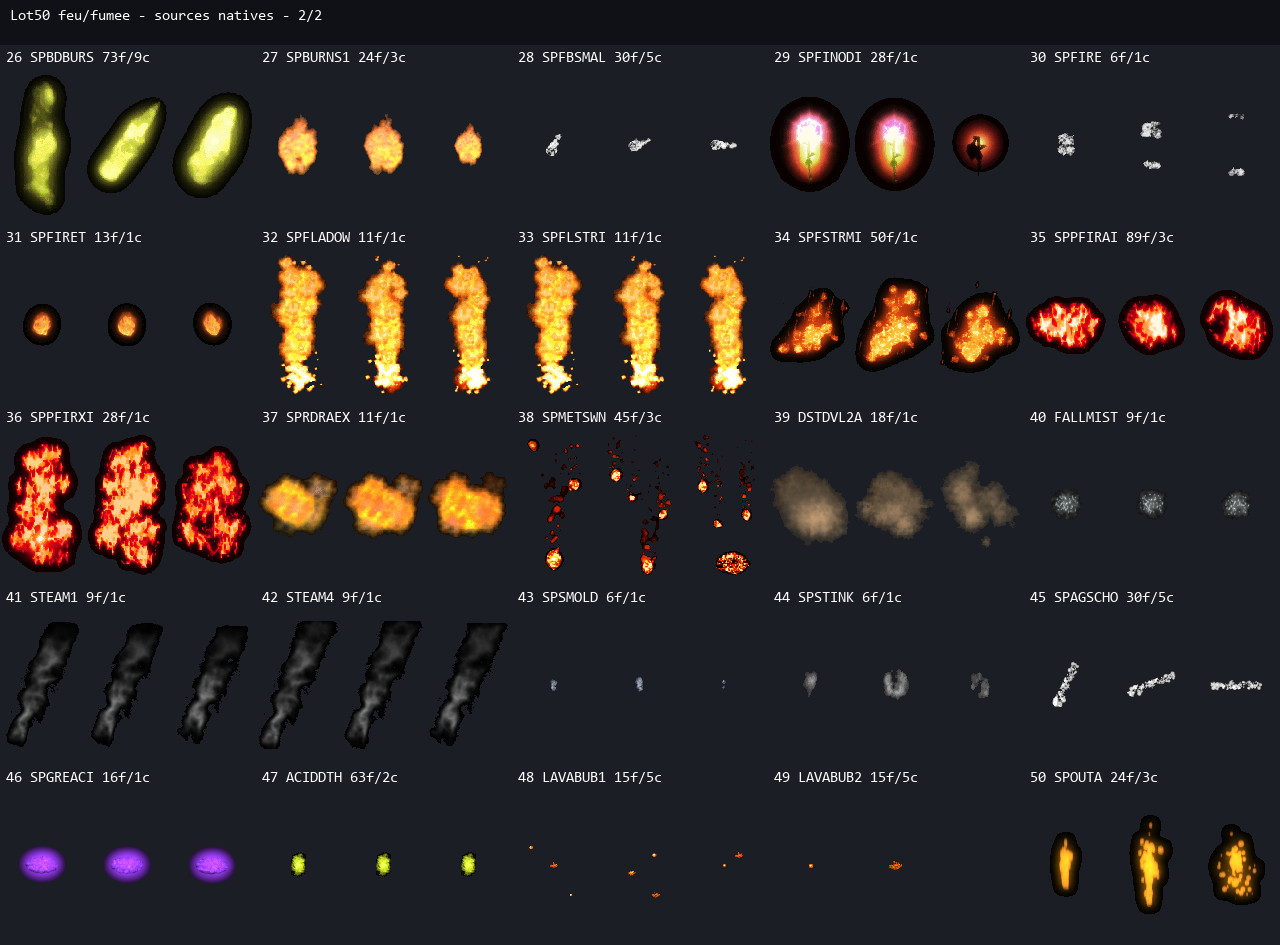 Lot50 feu/fumee - sources natives - 2/2
26 SPBDBURS 73f/9c
27 SPBURNS1 24f/3c
28 SPFBSMAL 30f/5c
29 SPFINODI 28f/1c
30 SPFIRE 6f/1c
31 SPFIRET 13f/1c
32 SPFLADOW 11f/1c
33 SPFLSTRI 11f/1c
34 SPFSTRMI 50f/1c
35 SPPFIRAI 89f/3c
36 SPPFIRXI 28f/1c
37 SPRDRAEX 11f/1c
38 SPMETSWN 45f/3c
39 DSTDVL2A 18f/1c
40 FALLMIST 9f/1c
41 STEAM1 9f/1c
42 STEAM4 9f/1c
43 SPSMOLD 6f/1c
44 SPSTINK 6f/1c
45 SPAGSCHO 30f/5c
46 SPGREACI 16f/1c
47 ACIDDTH 63f/2c
48 LAVABUB1 15f/5c
49 LAVABUB2 15f/5c
50 SPOUTA 24f/3c